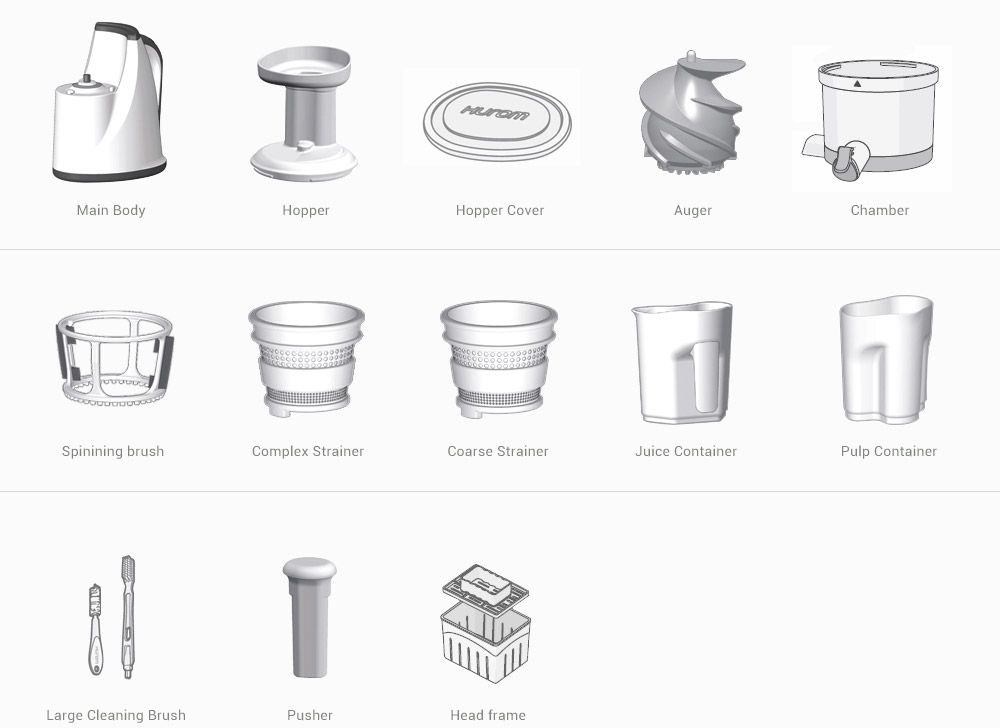 Hurom
Main Body
Hopper
Hopper Cover
Auger
Chamber
Spinining brush
Complex Strainer
Coarse Strainer
Juice Container
Pulp Container
Large Cleaning Brush
Pusher
Head frame